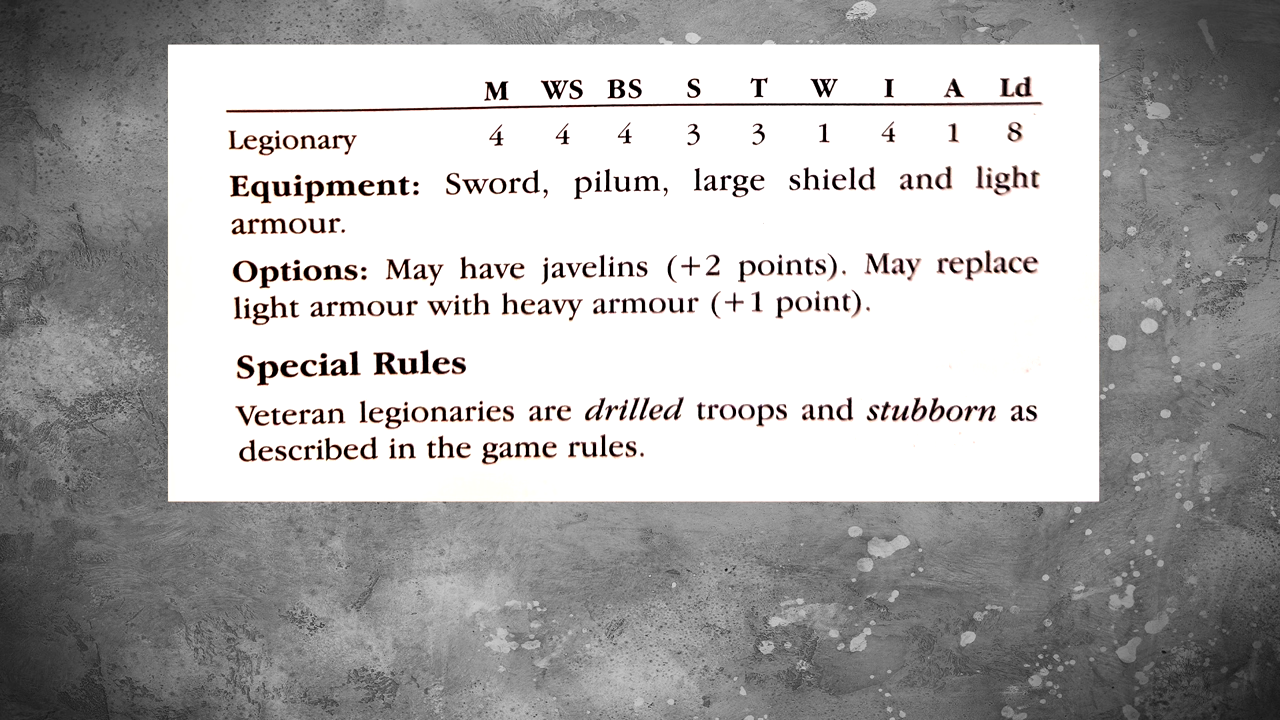 M WS BS S T W I A Ld
Legionary 4 4 4 3 3 1 4 1 8
Equipment: Sword, pilum, large shield and light
armour.
Options: May have javelins (+2 points). May replace
light armour with heavy armour (+1 point).
Special Rules
Veteran legionaries are drilled troops and stubborn as
described in the game rules.